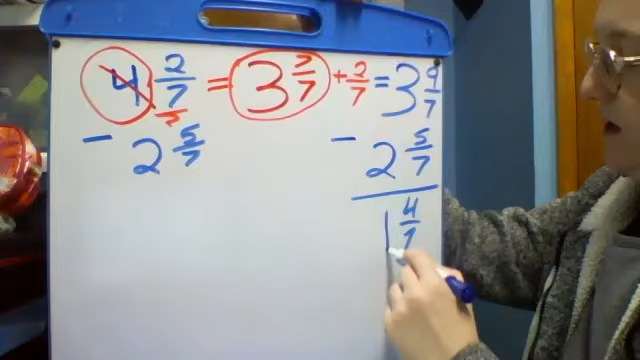 4 2/7 = 3 7/7 + 2/7 = 3 9/7
- 2 5/7 - 2 5/7
1 4/7